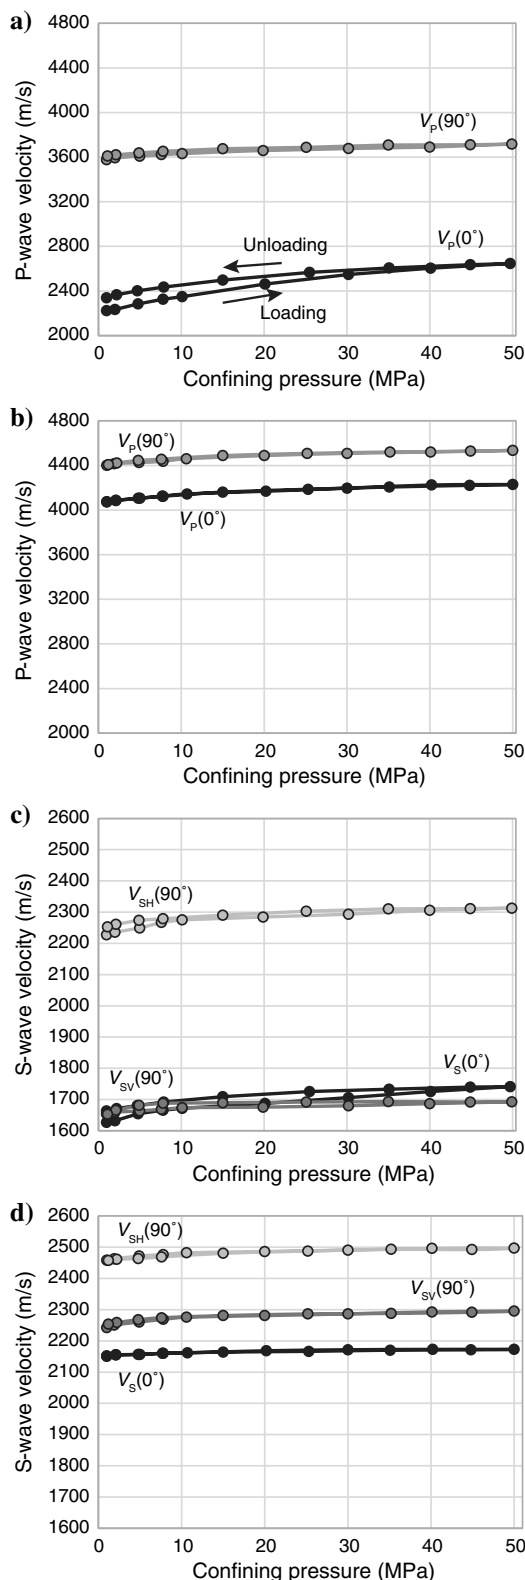 a)
4800
4400
4000
3600
2800
2400
2000
P-wave velocity (m/s)
V_P(90°)
V_P(0°)
Unloading
Loading
0 10 20 30 40 50
Confining pressure (MPa)
b)
4800
4400
4000
3600
3200
2800
2400
2000
P-wave velocity (m/s)
V_P(90°)
V_P(0°)
0 10 20 30 40 50
Confining pressure (MPa)
c)
2600
2500
2400
2300
2200
2100
2000
1900
1800
1700
1600
S-wave velocity (m/s)
V_SH(90°)
V_SV(90°)
V_S(0°)
0 10 20 30 40 50
Confining pressure (MPa)
d)
2600
2500
2400
2300
2200
2100
2000
1900
1800
1700
1600
S-wave velocity (m/s)
V_SH(90°)
V_SV(90°)
V_S(0°)
0 10 20 30 40 50
Confining pressure (MPa)